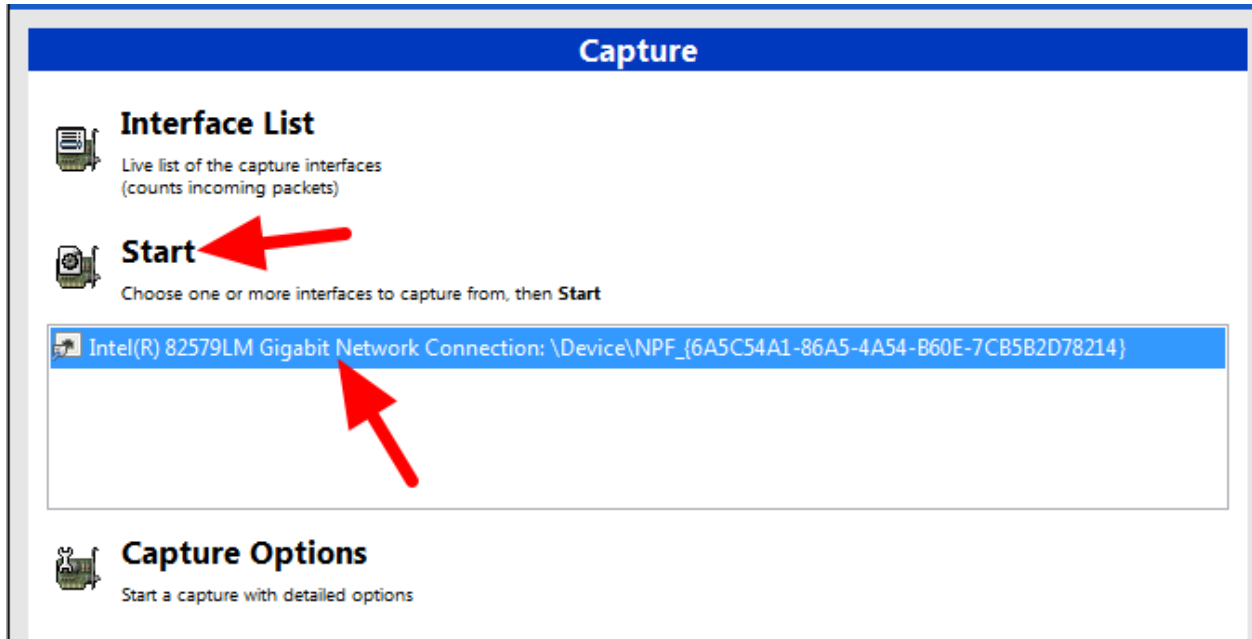 Capture
Interface List
Live list of the capture interfaces
(counts incoming packets)
Start
Choose one or more interfaces to capture from, then Start
Intel(R) 82579LM Gigabit Network Connection: \Device\NPF_{6A5C54A1-86A5-4A54-B60E-7CB5B2D78214}
Capture Options
Start a capture with detailed options